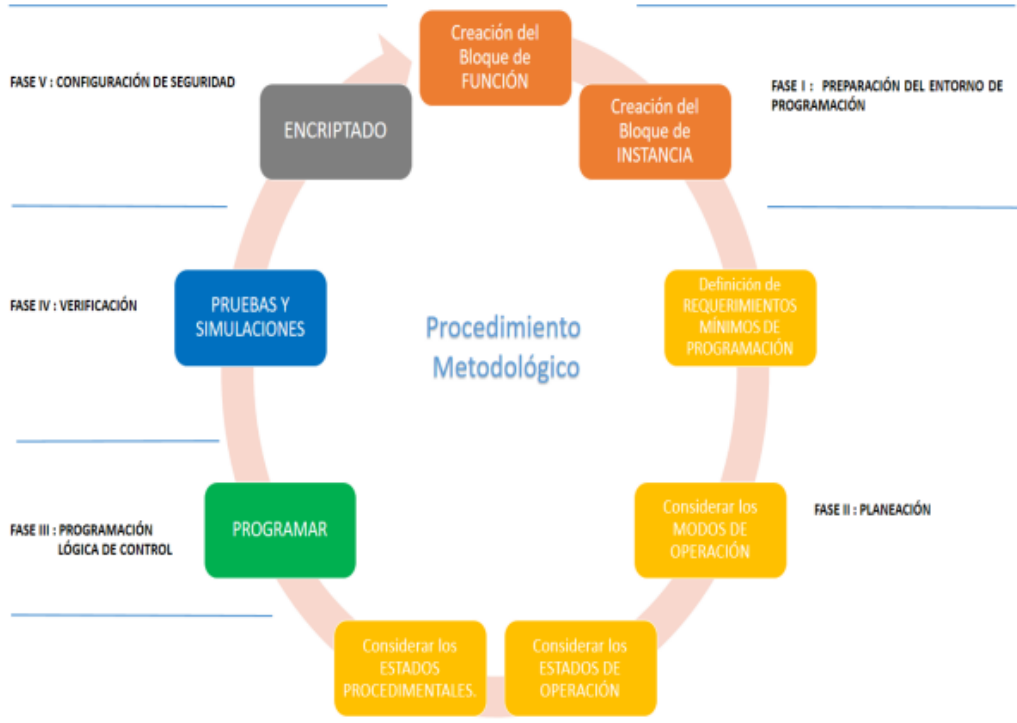 Creación del
Bloque de
FUNCIÓN
FASE I : PREPARACIÓN DEL ENTORNO DE
PROGRAMACIÓN
Creación del
Bloque de
INSTANCIA
Definición de
REQUERIMIENTOS
MÍNIMOS DE
PROGRAMACIÓN
FASE II : PLANEACIÓN
Considerar los
MODOS DE
OPERACIÓN
Considerar los
ESTADOS DE
OPERACIÓN
Considerar los
ESTADOS
PROCEDIMENTALES.
FASE III : PROGRAMACIÓN
LÓGICA DE CONTROL
PROGRAMAR
FASE IV : VERIFICACIÓN
PRUEBAS Y
SIMULACIONES
FASE V : CONFIGURACIÓN DE SEGURIDAD
ENCRIPTADO
Procedimiento
Metodológico